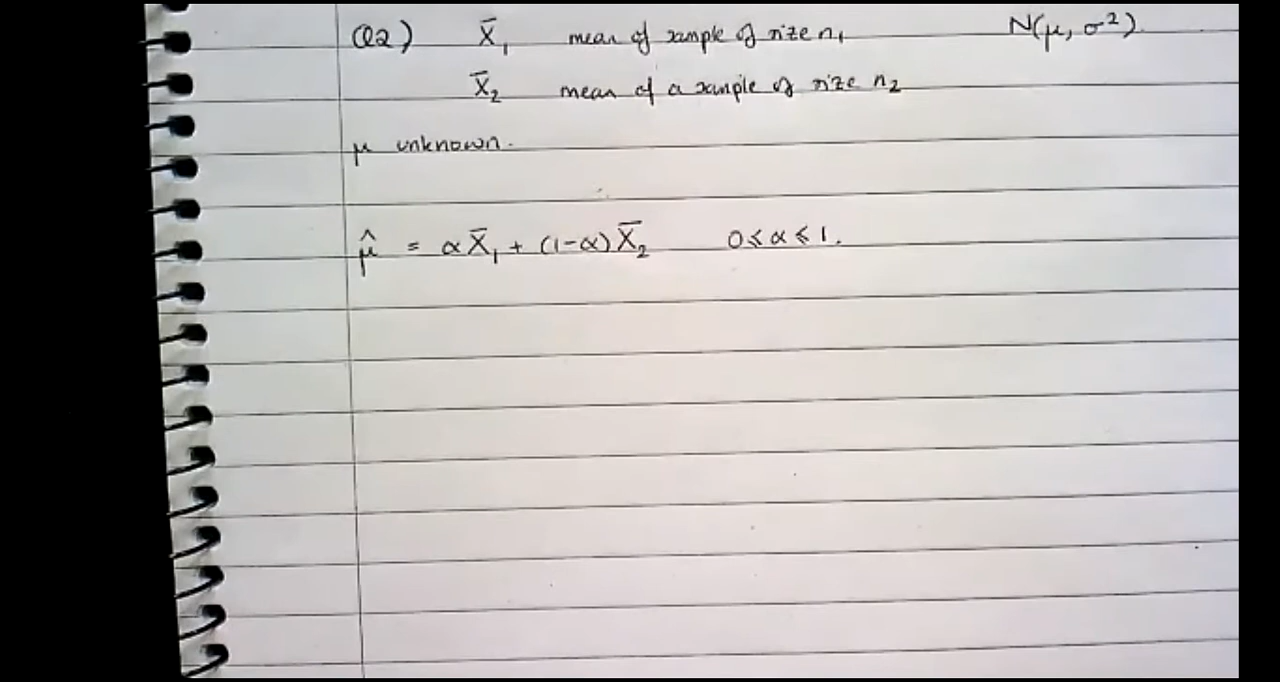 Q2) X̄₁ mean of sample of size n₁ N(μ, σ²).
X̄₂ mean of a sample of size n₂
μ unknown.
μ̂ = αX̄₁ + (1-α)X̄₂ 0≤α≤1.